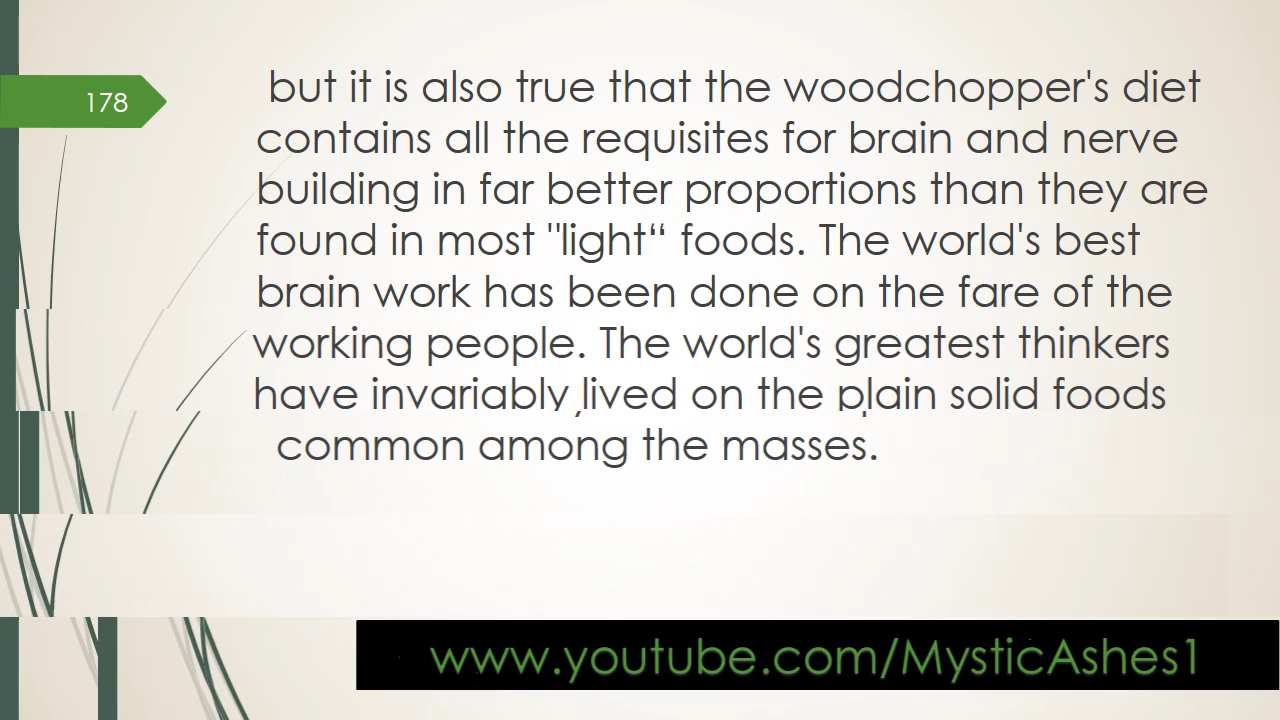 178
but it is also true that the woodchopper's diet
contains all the requisites for brain and nerve
building in far better proportions than they are
found in most "light“ foods. The world's best
brain work has been done on the fare of the
working people. The world's greatest thinkers
have invariably lived on the plain solid foods
common among the masses.
www.youtube.com/MysticAshes1